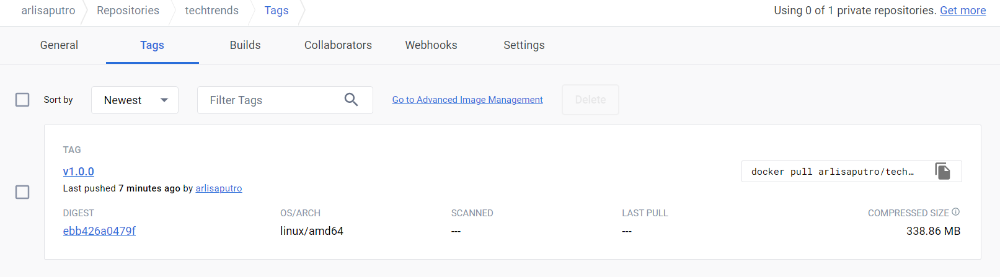 arlisaputro Repositories techtrends Tags Using 0 of 1 private repositories. Get more
General Tags Builds Collaborators Webhooks Settings
Sort by Newest Filter Tags Go to Advanced Image Management Delete
TAG
v1.0.0
docker pull arlisaputro/tech…
Last pushed 7 minutes ago by arlisaputro
DIGEST OS/ARCH SCANNED LAST PULL COMPRESSED SIZE
ebb426a0479f linux/amd64 --- --- 338.86 MB